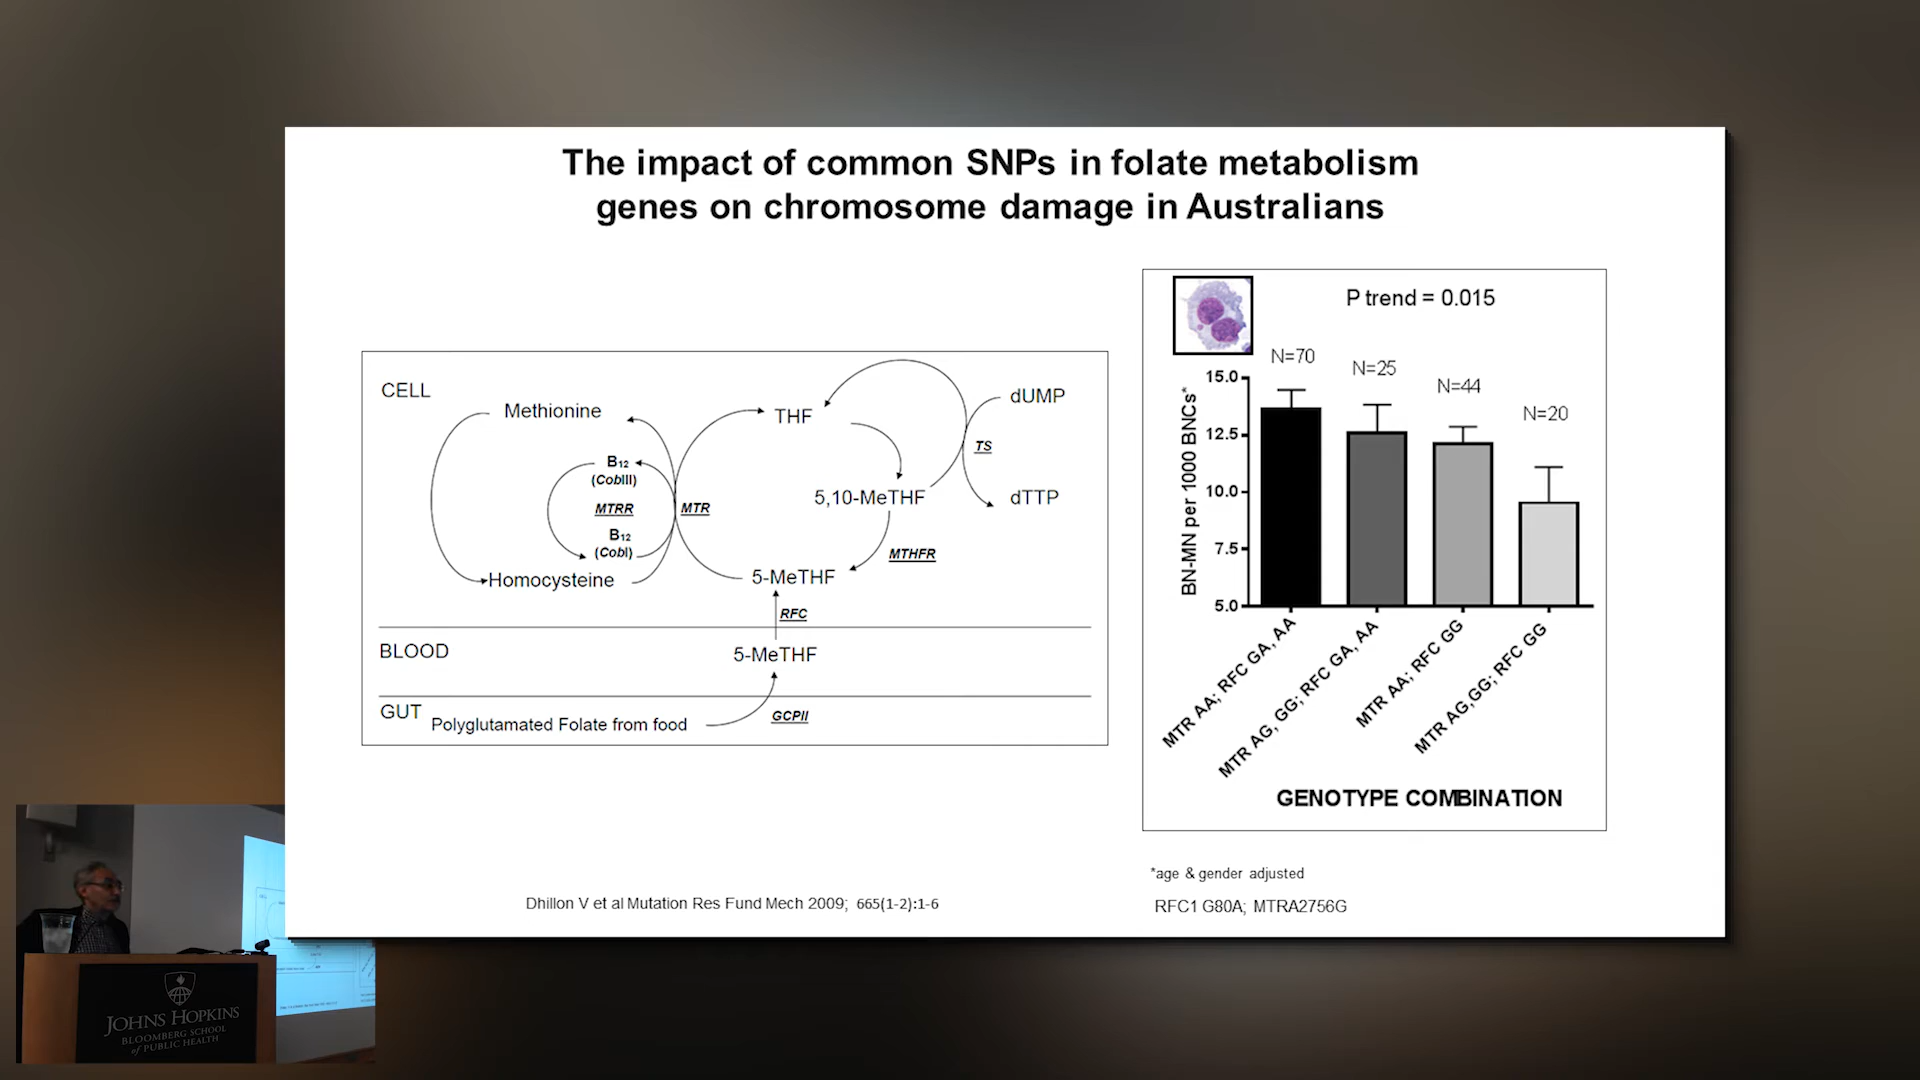 The impact of common SNPs in folate metabolism
genes on chromosome damage in Australians
CELL
Methionine
THF
dUMP
TS
B12
(CobIII)
MTRR
MTR
5,10-MeTHF
dTTP
B12
(CobI)
MTHFR
Homocysteine
5-MeTHF
RFC
BLOOD
5-MeTHF
GUT
Polyglutamated Folate from food
GCPII
P trend = 0.015
N=70
N=25
N=44
N=20
BN-MN per 1000 BNCs*
15.0
12.5
10.0
7.5
5.0
MTR AA; RFC GA, AA
MTR AG, GG; RFC GA, AA
MTR AA; RFC GG
MTR AG,GG; RFC GG
GENOTYPE COMBINATION
*age & gender adjusted
RFC1 G80A; MTRA2756G
Dhillon V et al Mutation Res Fund Mech 2009; 665(1-2):1-6
JOHNS HOPKINS
BLOOMBERG SCHOOL
of PUBLIC HEALTH